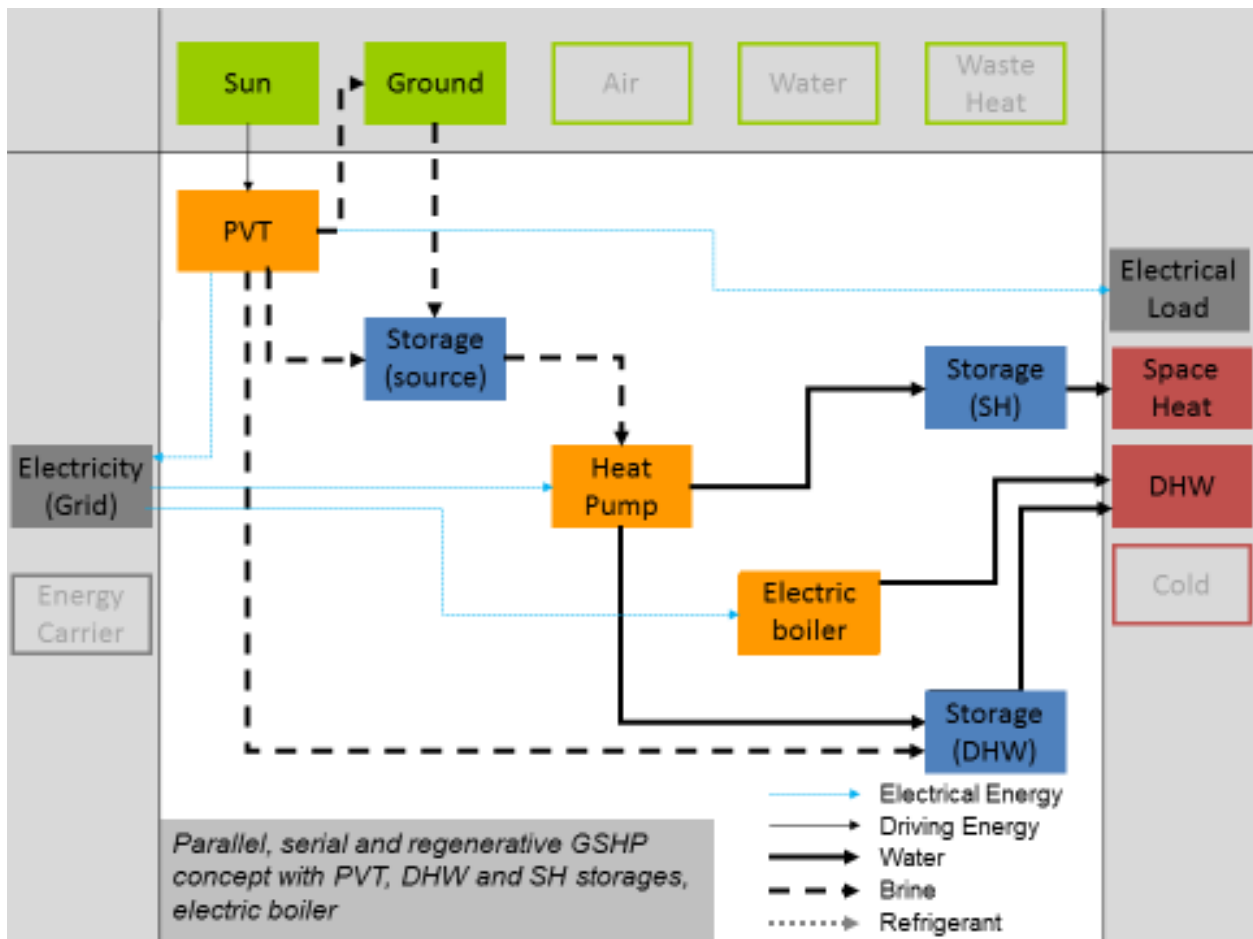 Sun
Ground
Air
Water
Waste
Heat
PVT
Electrical
Load
Storage
(source)
Storage
(SH)
Space
Heat
Electricity
(Grid)
Heat
Pump
DHW
Energy
Carrier
Electric
boiler
Cold
Storage
(DHW)
Electrical Energy
Driving Energy
Water
Brine
Refrigerant
Parallel, serial and regenerative GSHP
concept with PVT, DHW and SH storages,
electric boiler